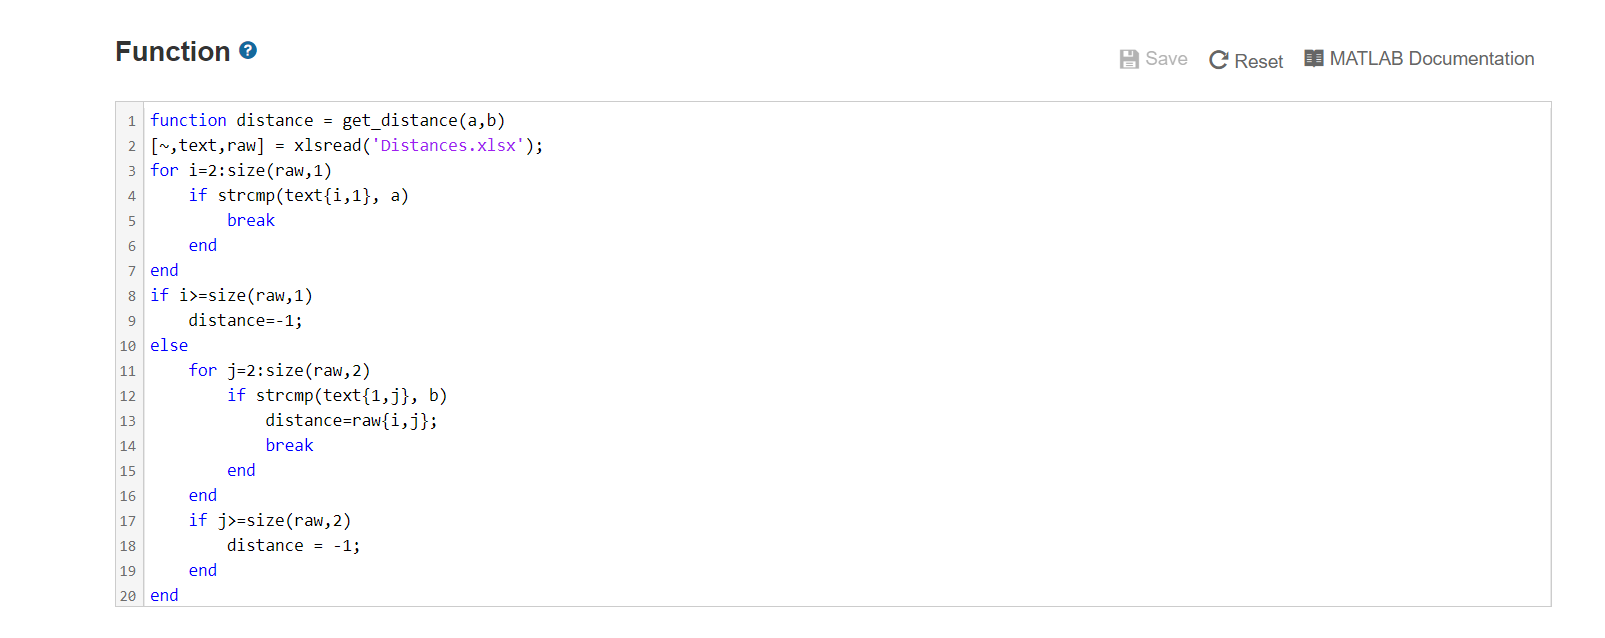 Function ?
Save Reset MATLAB Documentation
1 function distance = get_distance(a,b)
2 [~,text,raw] = xlsread('Distances.xlsx');
3 for i=2:size(raw,1)
4     if strcmp(text{i,1}, a)
5         break
6     end
7 end
8 if i>=size(raw,1)
9     distance=-1;
10 else
11     for j=2:size(raw,2)
12         if strcmp(text{1,j}, b)
13             distance=raw{i,j};
14             break
15         end
16     end
17     if j>=size(raw,2)
18         distance = -1;
19     end
20 end